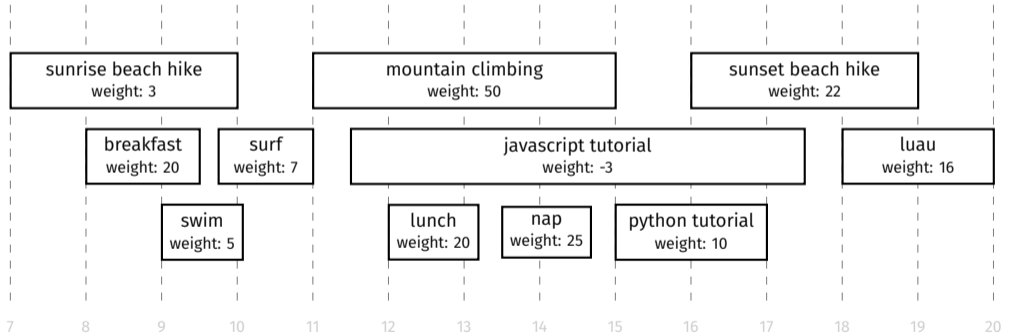 sunrise beach hike
weight: 3
mountain climbing
weight: 50
sunset beach hike
weight: 22
breakfast
weight: 20
surf
weight: 7
javascript tutorial
weight: -3
luau
weight: 16
swim
weight: 5
lunch
weight: 20
nap
weight: 25
python tutorial
weight: 10
7 8 9 10 11 12 13 14 15 16 17 18 19 20